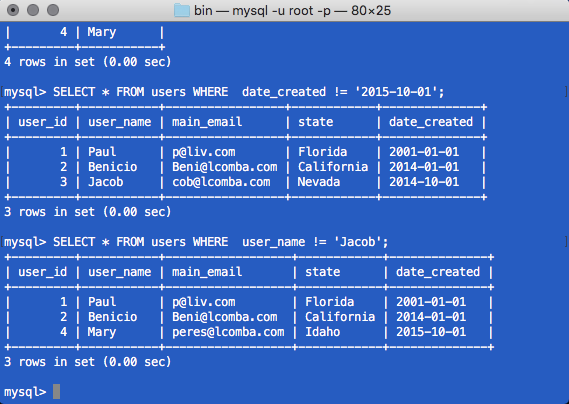 bin — mysql -u root -p — 80×25
|       4 | Mary      |
+---------+-----------+
4 rows in set (0.00 sec)
mysql> SELECT * FROM users WHERE  date_created != '2015-10-01';
+---------+-----------+----------------+------------+--------------+
| user_id | user_name | main_email     | state      | date_created |
+---------+-----------+----------------+------------+--------------+
|       1 | Paul      | p@liv.com      | Florida    | 2001-01-01   |
|       2 | Benicio   | Beni@lcomba.com | California | 2014-01-01   |
|       3 | Jacob     | cob@lcomba.com | Nevada     | 2014-10-01   |
+---------+-----------+----------------+------------+--------------+
3 rows in set (0.00 sec)
mysql> SELECT * FROM users WHERE  user_name != 'Jacob';
+---------+-----------+------------------+------------+--------------+
| user_id | user_name | main_email       | state      | date_created |
+---------+-----------+------------------+------------+--------------+
|       1 | Paul      | p@liv.com        | Florida    | 2001-01-01   |
|       2 | Benicio   | Beni@lcomba.com  | California | 2014-01-01   |
|       4 | Mary      | peres@lcomba.com | Idaho      | 2015-10-01   |
+---------+-----------+------------------+------------+--------------+
3 rows in set (0.00 sec)
mysql>